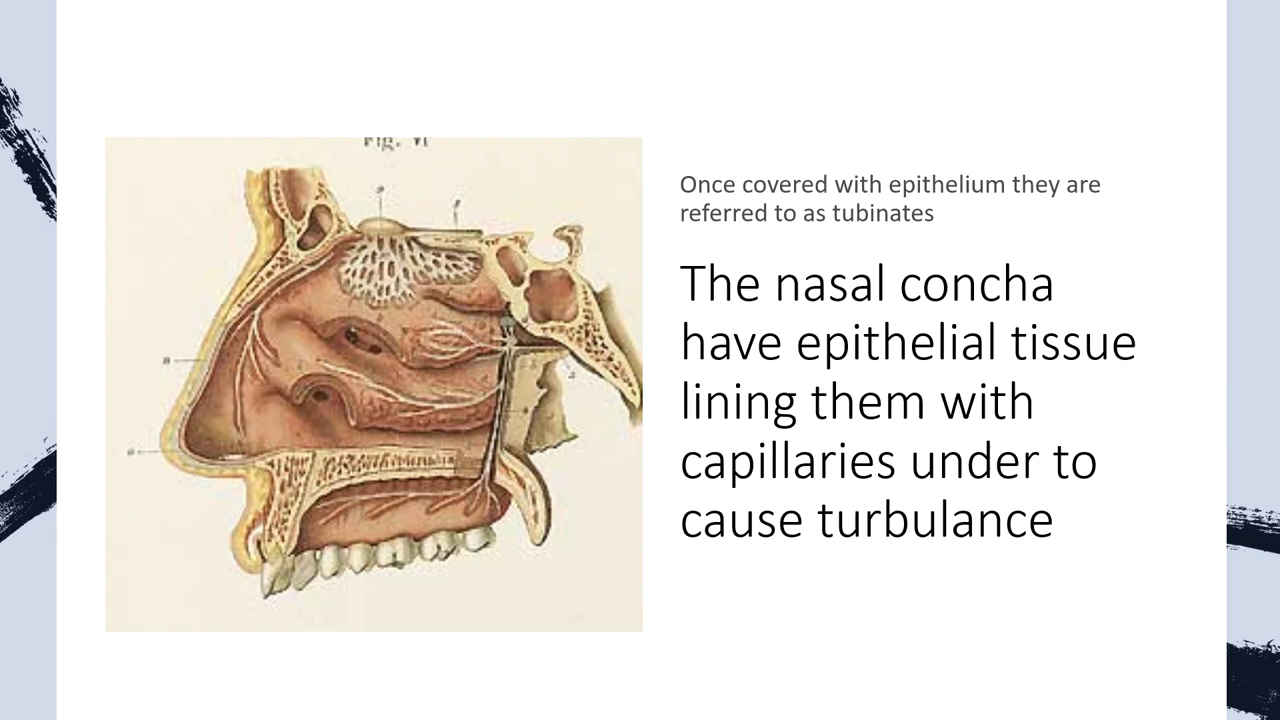 Fig. VI
Once covered with epithelium they are
referred to as tubinates
The nasal concha
have epithelial tissue
lining them with
capillaries under to
cause turbulance